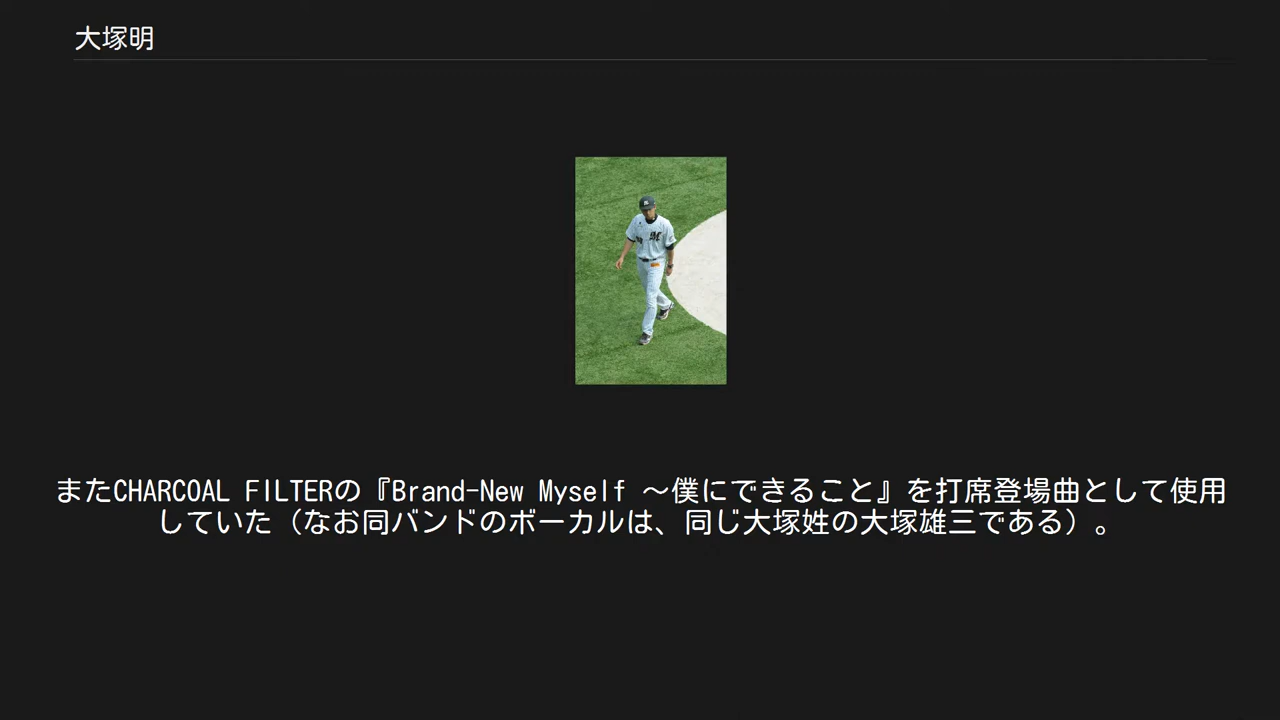 大塚明
またCHARCOAL FILTERの『Brand-New Myself ～僕にできること』を打席登場曲として使用
していた（なお同バンドのボーカルは、同じ大塚姓の大塚雄三である）。